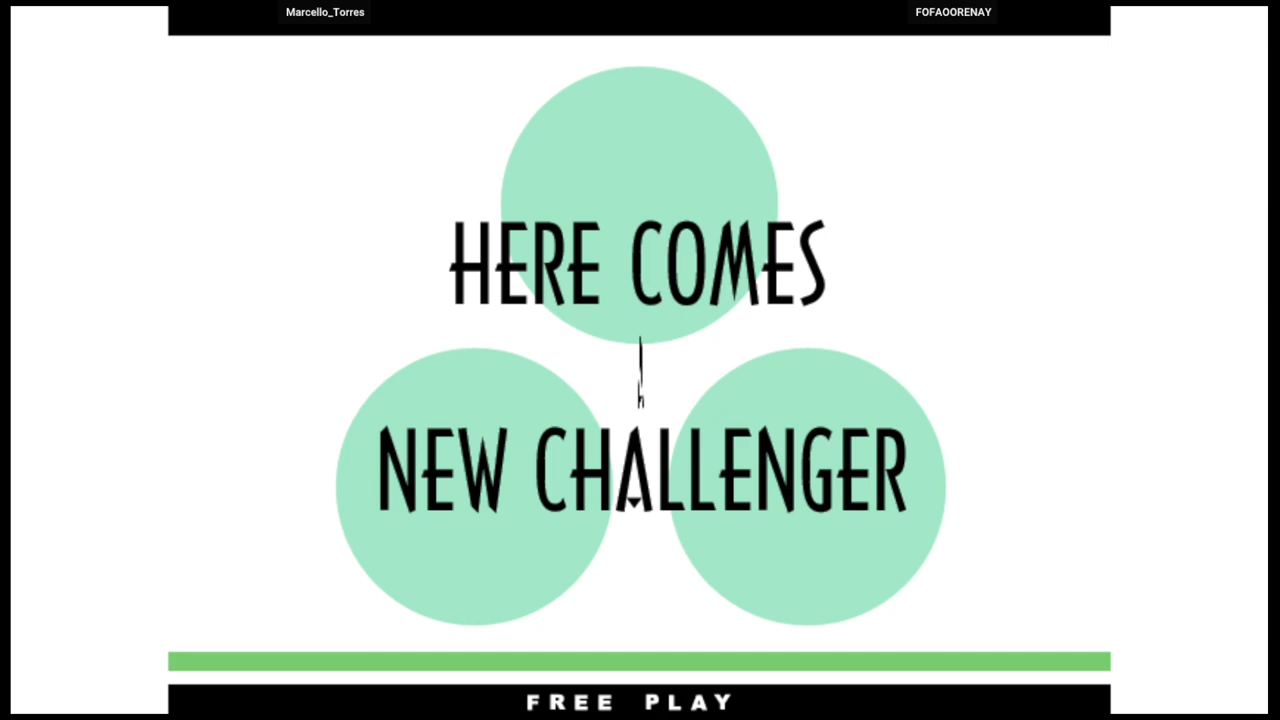 Marcello_Torres
FOFAOORENAY
HERE COMES
NEW CHALLENGER
FREE PLAY